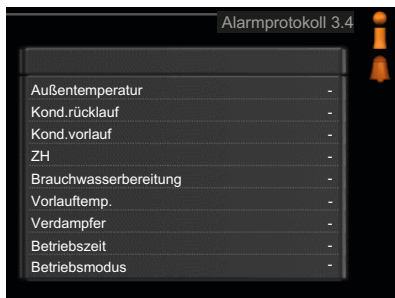 Alarmprotokoll 3.4
Außentemperatur -
Kond.rücklauf -
Kond.vorlauf -
ZH -
Brauchwasserbereitung -
Vorlauftemp. -
Verdampfer -
Betriebszeit -
Betriebsmodus -